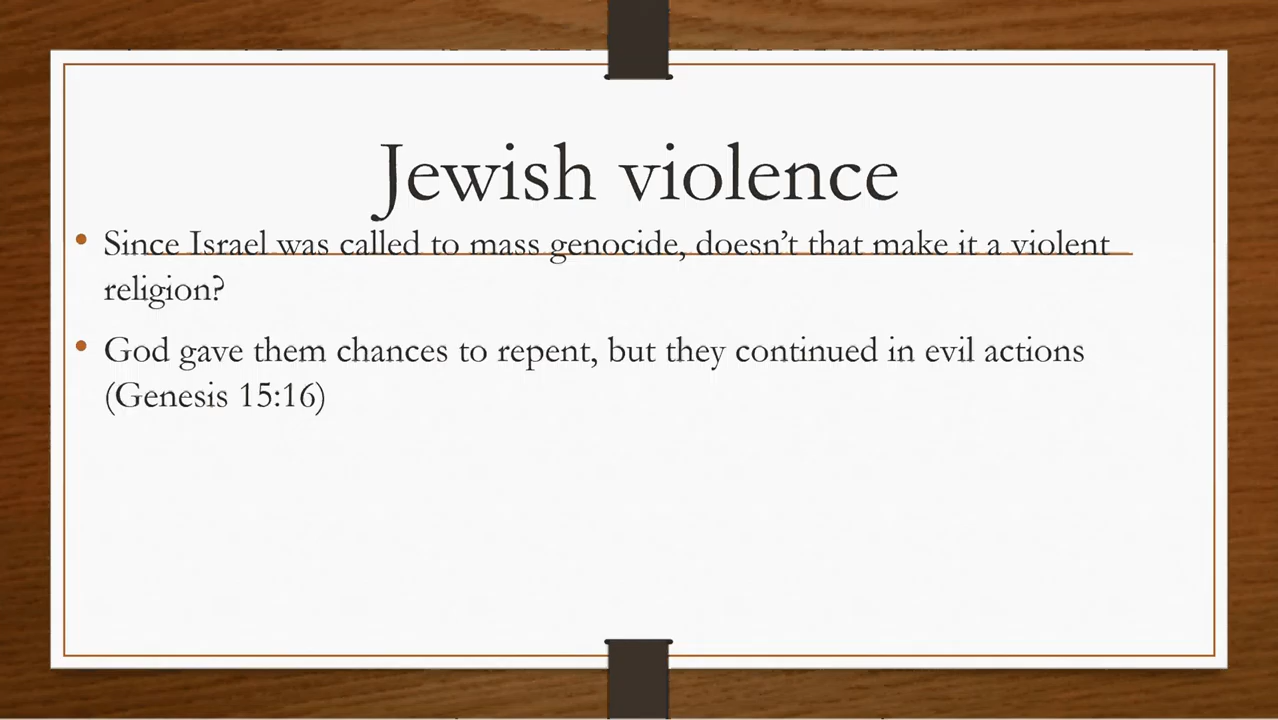 Jewish violence
• Since Israel was called to mass genocide, doesn't that make it a violent
religion?
• God gave them chances to repent, but they continued in evil actions
(Genesis 15:16)